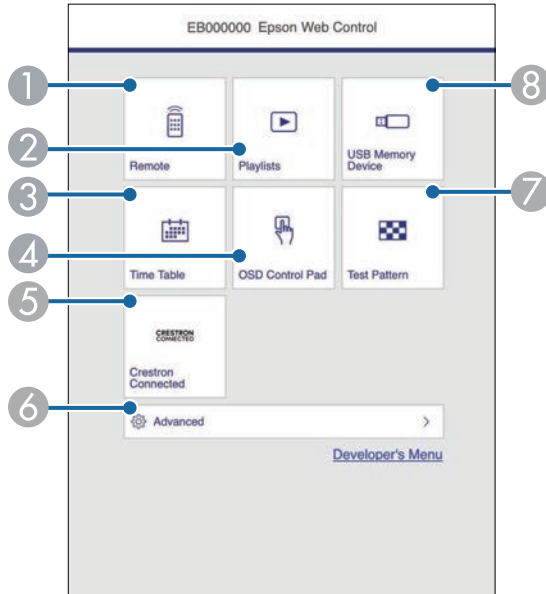 EB000000 Epson Web Control
1
8
2
Remote
Playlists
USB Memory
Device
3
7
4
Time Table
OSD Control Pad
Test Pattern
5
CRESTRON
CONNECTED
Crestron
Connected
6
Advanced
Developer's Menu